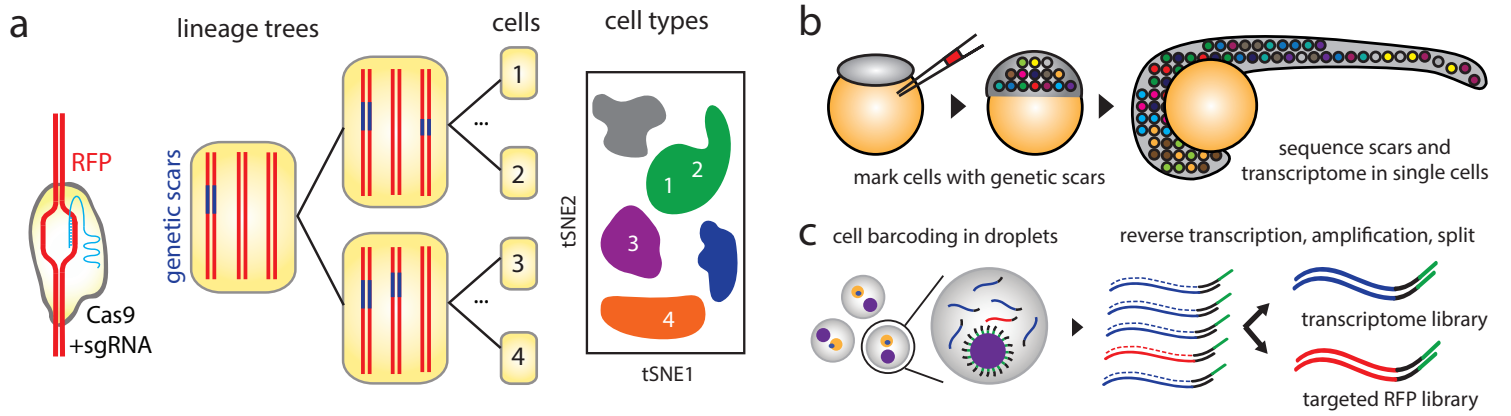 a
lineage trees
cells
cell types
RFP
genetic scars
Cas9
+sgRNA
1
...
2
3
...
4
1
2
3
4
tSNE2
tSNE1
b
mark cells with genetic scars
sequence scars and
transcriptome in single cells
c
cell barcoding in droplets
reverse transcription, amplification, split
transcriptome library
targeted RFP library